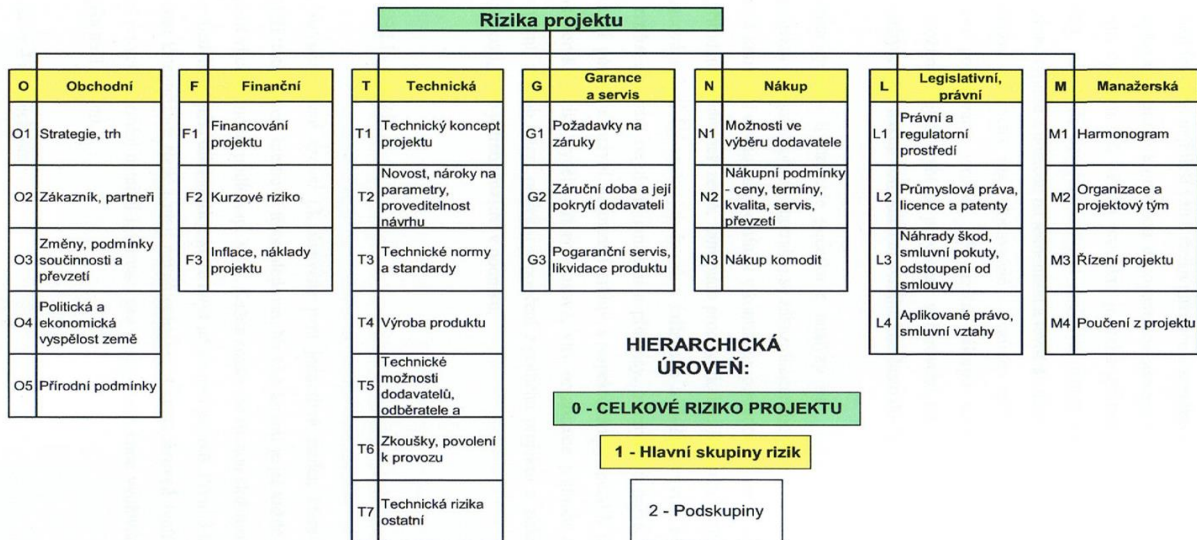 Rizika projektu
O Obchodní
O1 Strategie, trh
O2 Zákazník, partneři
O3 Změny, podmínky
součinnosti a
převzetí
O4 Politická a
ekonomická
vyspělost země
O5 Přírodní podmínky
F Finanční
F1 Financování
projektu
F2 Kurzové riziko
F3 Inflace, náklady
projektu
T Technická
T1 Technický koncept
projektu
T2 Novost, nároky na
parametry,
proveditelnost
návrhu
T3 Technické normy
a standardy
T4 Výroba produktu
T5 Technické
možnosti
dodavatelů,
odběratele a
T6 Zkoušky, povolení
k provozu
T7 Technická rizika
ostatní
G Garance
a servis
G1 Požadavky na
záruky
G2 Záruční doba a její
pokrytí dodavateli
G3 Pogaranční servis,
likvidace produktu
N Nákup
N1 Možnosti ve
výběru dodavatele
N2 Nákupní podmínky
- ceny, termíny,
kvalita, servis,
převzetí
N3 Nákup komodit
L Legislativní,
právní
L1 Právní a
regulatorní
prostředí
L2 Průmyslová práva,
licence a patenty
L3 Náhrady škod,
smluvní pokuty,
odstoupení od
smlouvy
L4 Aplikované právo,
smluvní vztahy
M Manažerská
M1 Harmonogram
M2 Organizace a
projektový tým
M3 Řízení projektu
M4 Poučení z projektu
HIERARCHICKÁ
ÚROVEŇ:
0 - CELKOVÉ RIZIKO PROJEKTU
1 - Hlavní skupiny rizik
2 - Podskupiny